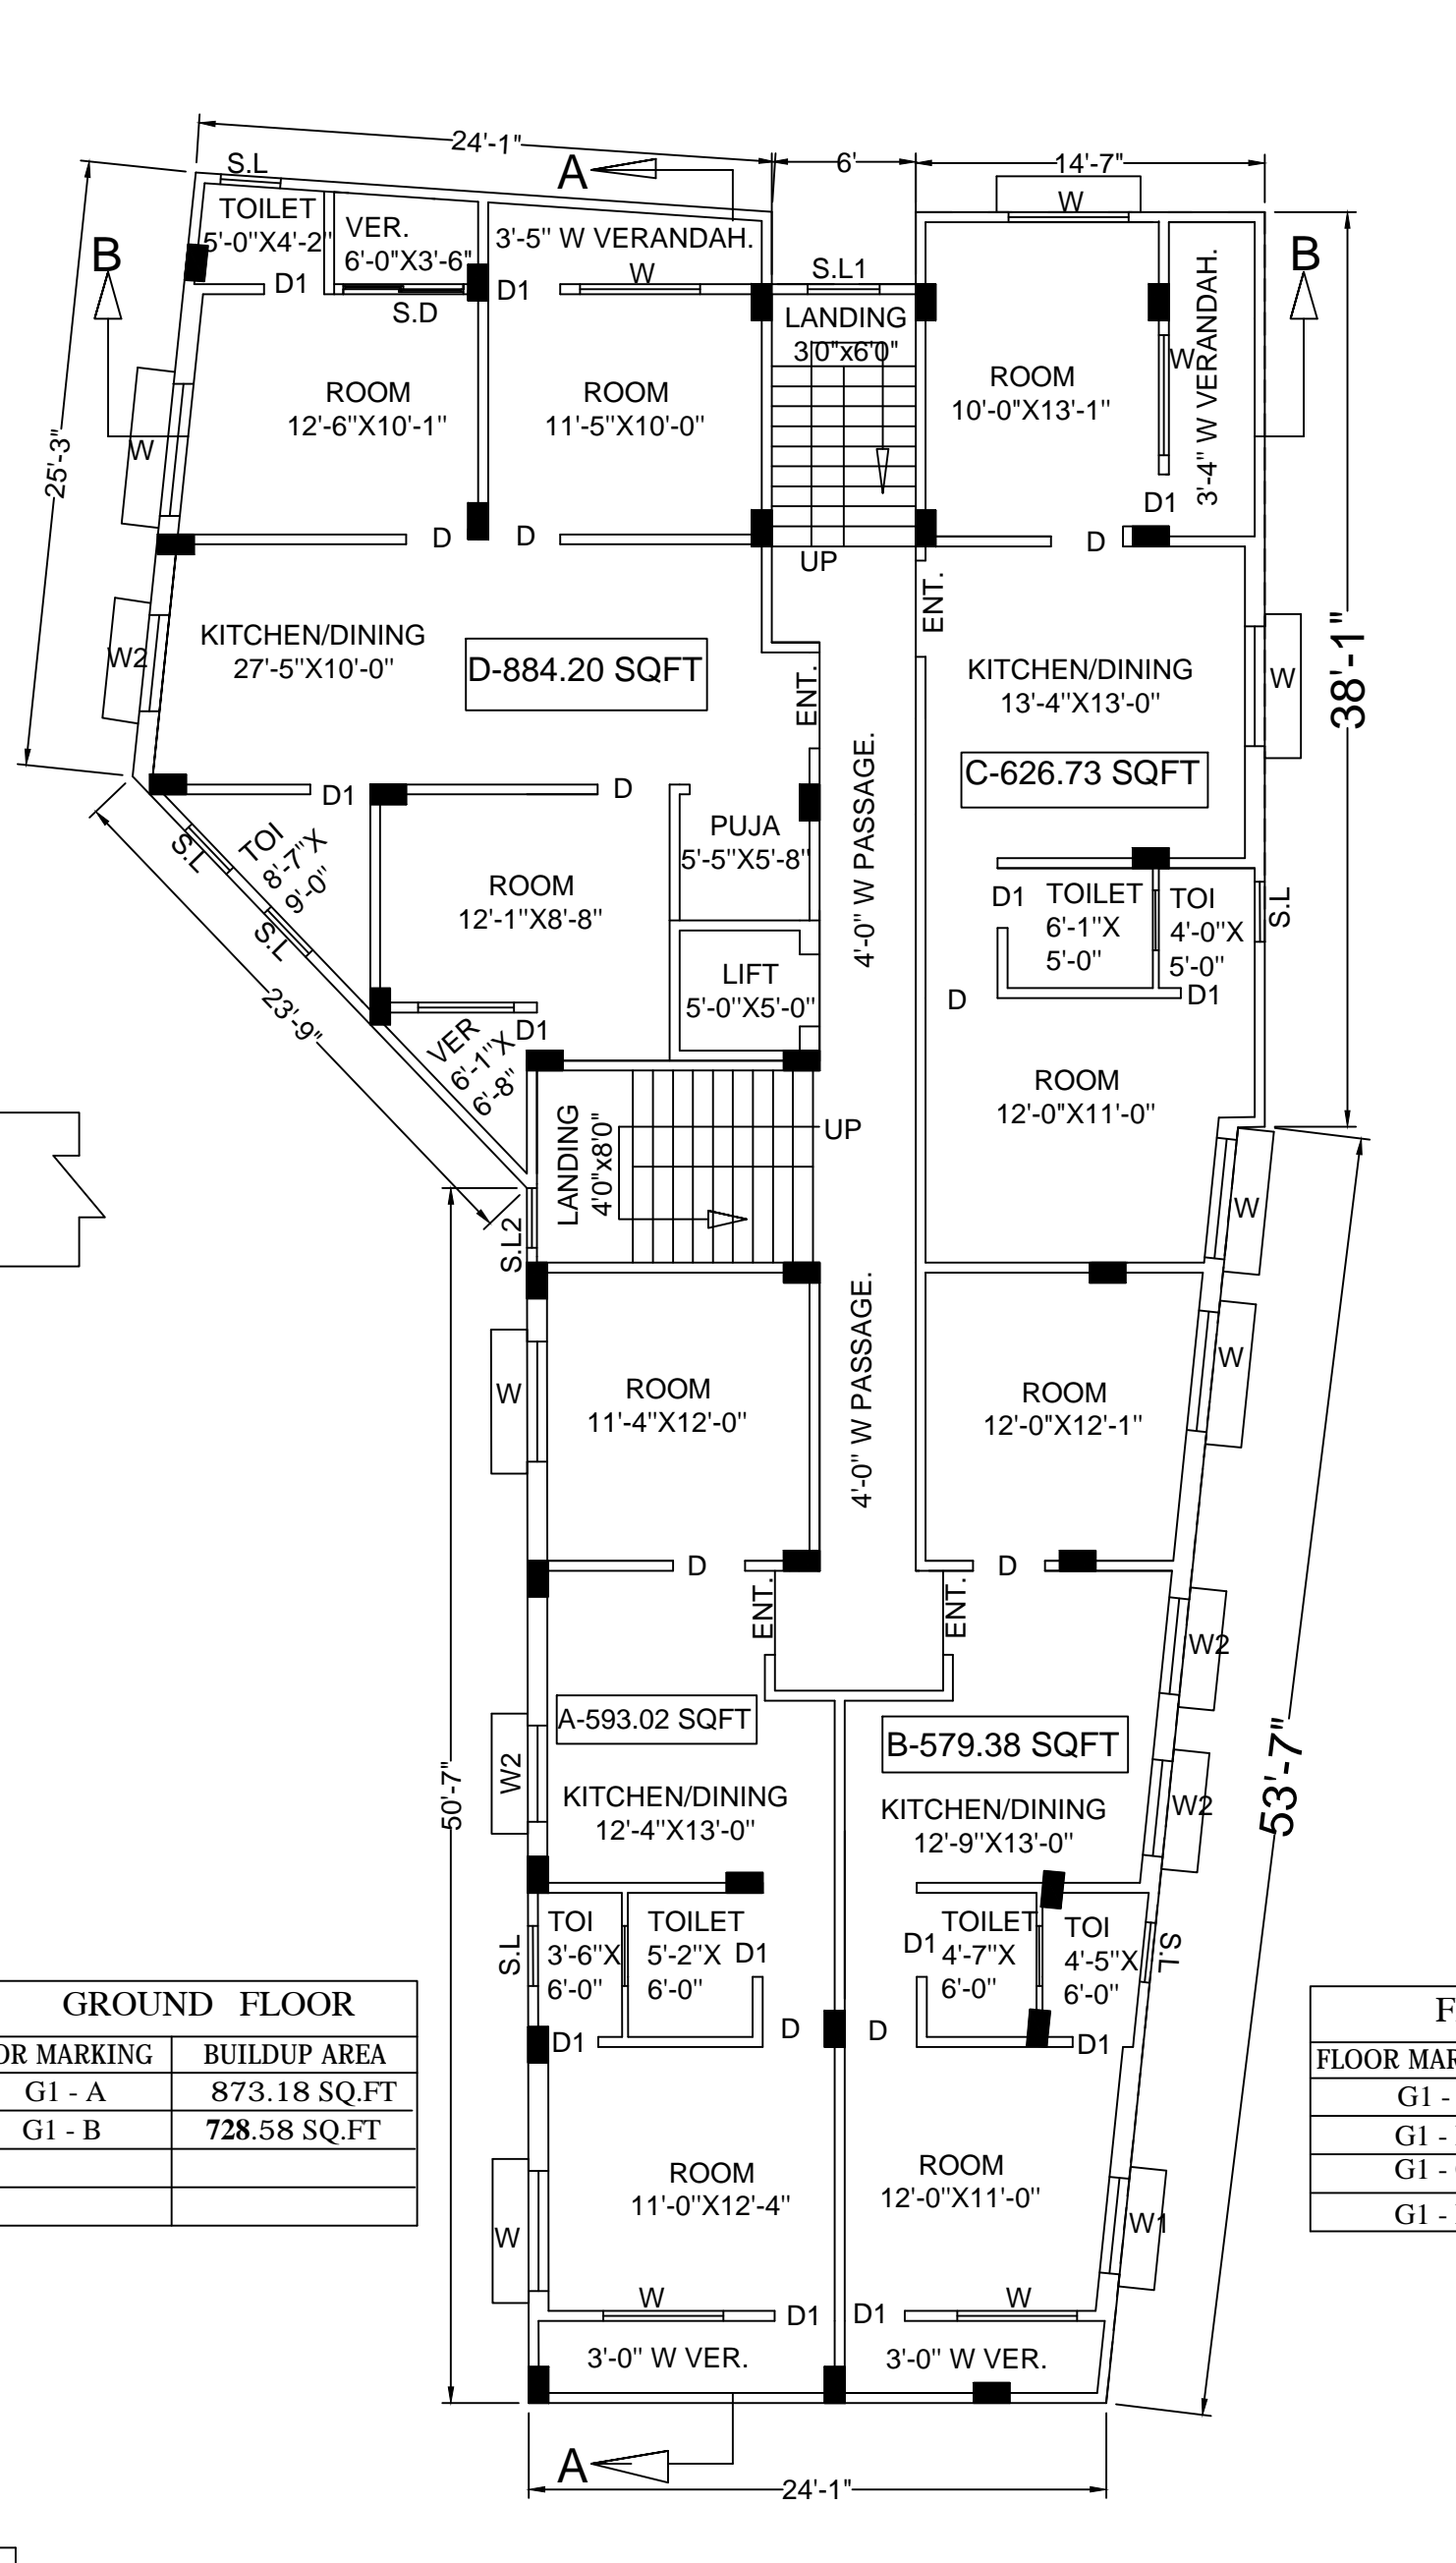 24'-1"
6'
14'-7"
A
S.L
W
TOILET
5'-0"X4'-2"
VER.
6'-0"X3'-6"
3'-5" W VERANDAH.
B
B
D1
D1
W
S.L1
S.D
LANDING
3'0"x6'0"
3'-4" W VERANDAH.
W
ROOM
12'-6"X10'-1"
ROOM
11'-5"X10'-0"
ROOM
10'-0"X13'-1"
25'-3"
W
D1
D
D
D
UP
ENT.
KITCHEN/DINING
27'-5"X10'-0"
D-884.20 SQFT
W2
38'-1"
KITCHEN/DINING
13'-4"X13'-0"
W
ENT.
C-626.73 SQFT
D1
D
4'-0" W PASSAGE.
PUJA
5'-5"X5'-8"
TOI
8'-7"X
9'-0"
S.L
S.L
ROOM
12'-1"X8'-8"
D1
TOILET
6'-1"X
5'-0"
TOI
4'-0"X
5'-0"
S.L
LIFT
5'-0"X5'-0"
D
D1
23'-9"
VER
6'-1"X
6'-8"
D1
ROOM
12'-0"X11'-0"
LANDING
4'0"x8'0"
UP
S.L2
W
W
ROOM
11'-4"X12'-0"
W
4'-0" W PASSAGE.
ROOM
12'-0"X12'-1"
D
D
ENT.
ENT.
W2
A-593.02 SQFT
B-579.38 SQFT
53'-7"
50'-7"
W2
W2
KITCHEN/DINING
12'-4"X13'-0"
KITCHEN/DINING
12'-9"X13'-0"
S.L
TOI
3'-6"X
6'-0"
TOILET
5'-2"X
6'-0"
D1
D1
TOILET
4'-7"X
6'-0"
TOI
4'-5"X
6'-0"
S.L
D1
D
D
D1
GROUND FLOOR
OR MARKING BUILDUP AREA
G1 - A 873.18 SQ.FT
G1 - B 728.58 SQ.FT
FLOOR MAR
G1 -
G1 -
G1 -
G1 -
ROOM
11'-0"X12'-4"
ROOM
12'-0"X11'-0"
W
W1
W
D1
D1
W
3'-0" W VER.
3'-0" W VER.
A
24'-1"